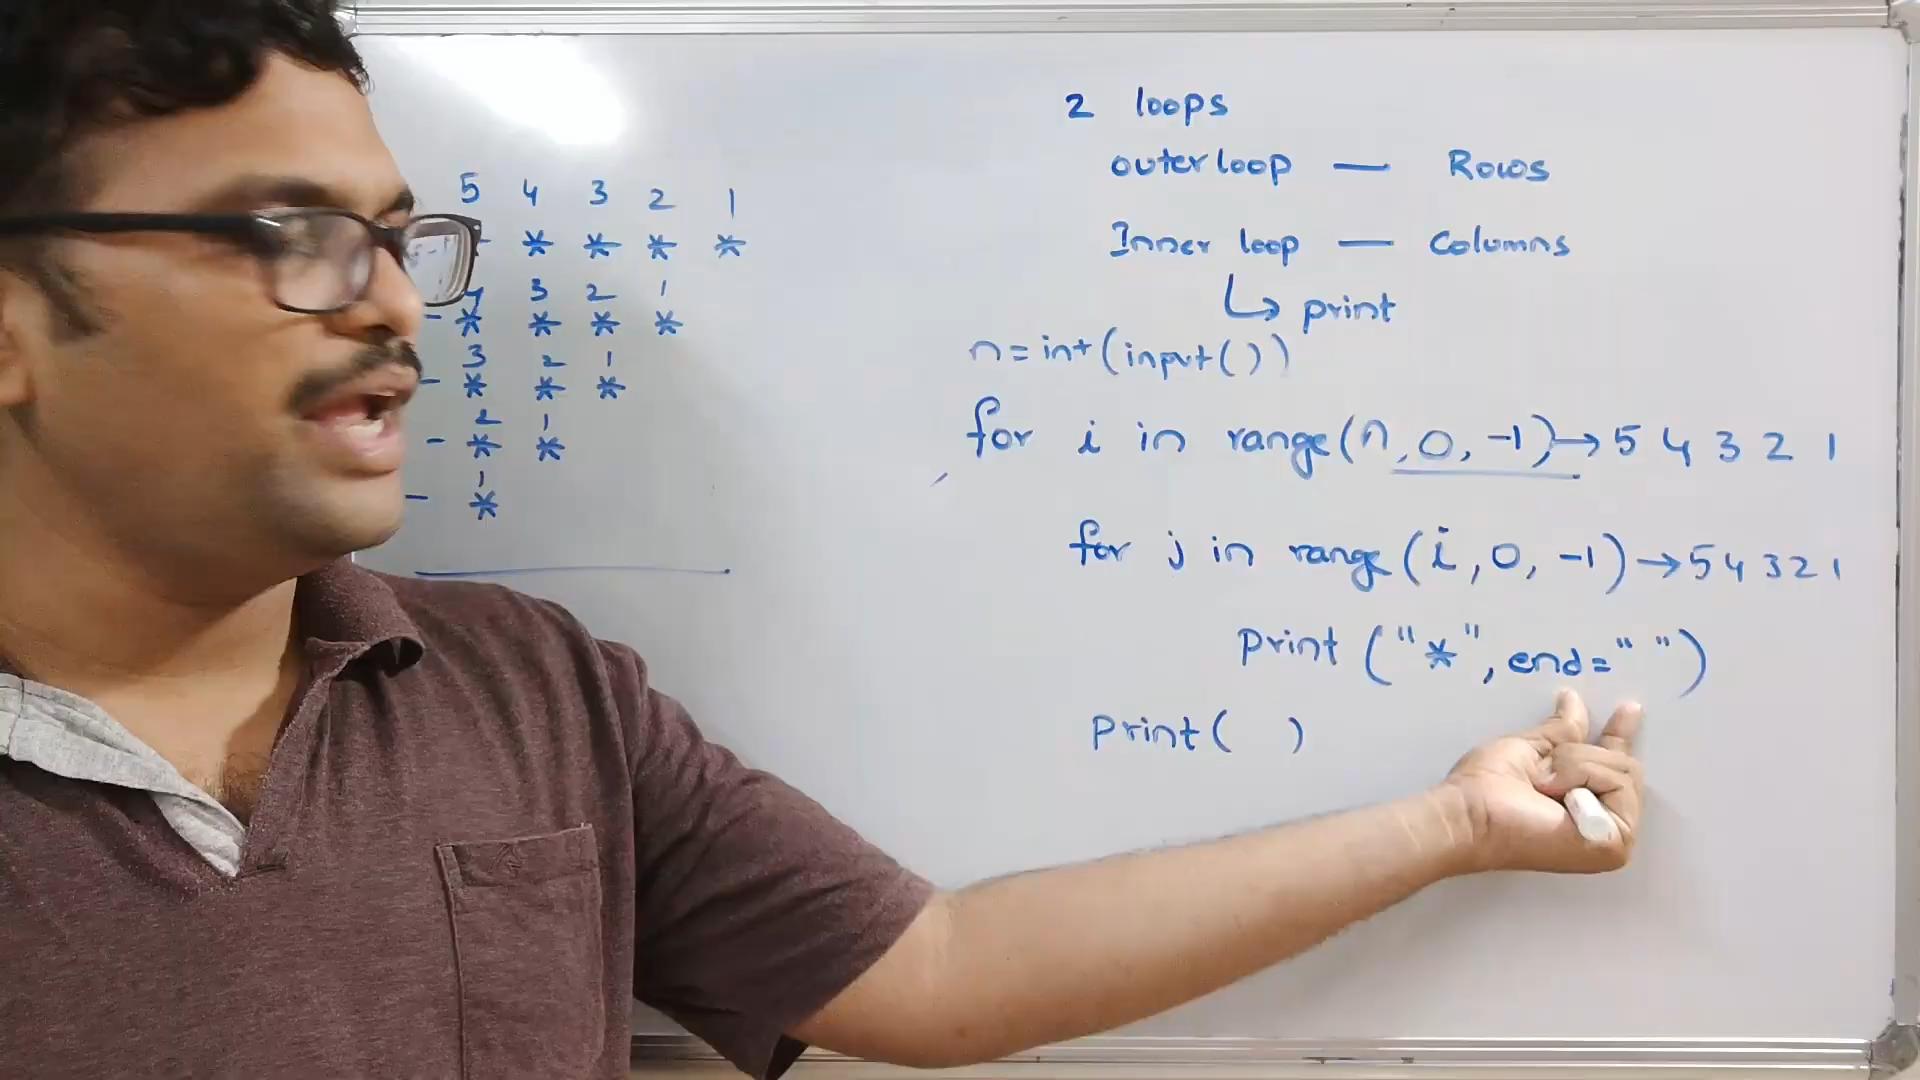 5 4 3 2 1
* * * *
4 3 2 1
- * * * *
3 2 1
- * * *
2 1
- * *
1
- *
2 loops
outer loop — Rows
Inner loop — Columns
↳ print
n=int(input())
for i in range(n,0,-1)→5 4 3 2 1
for j in range(i,0,-1)→5 4 3 2 1
print("*",end=" ")
print( )